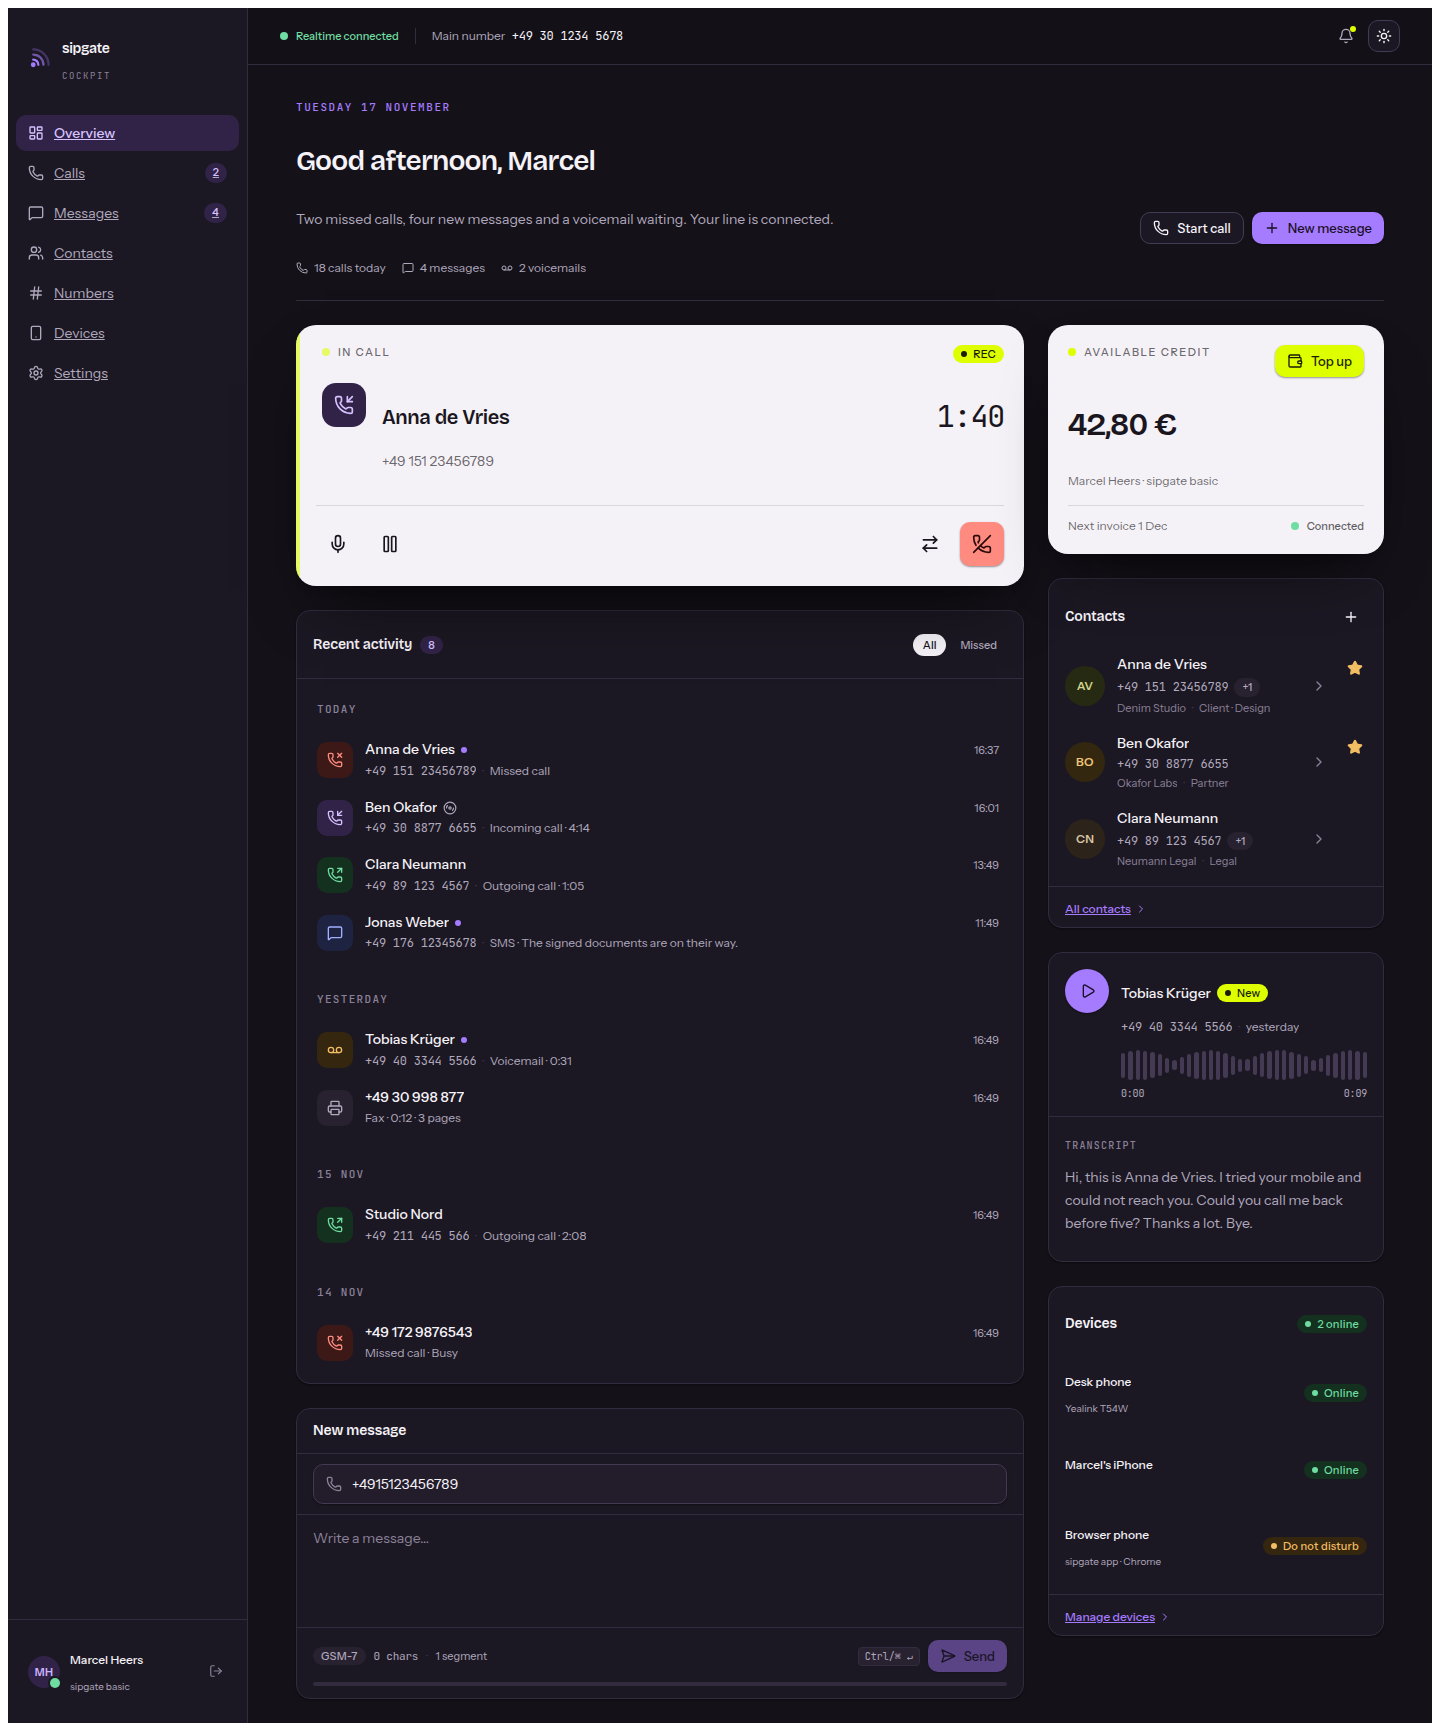 sipgate
COCKPIT
Overview
Calls 2
Messages 4
Contacts
Numbers
Devices
Settings
Marcel Heers
MH
sipgate basic
Realtime connected
Main number +49 30 1234 5678
TUESDAY 17 NOVEMBER
Good afternoon, Marcel
Two missed calls, four new messages and a voicemail waiting. Your line is connected.
Start call
New message
18 calls today
4 messages
2 voicemails
IN CALL
REC
Anna de Vries
1:40
+49 151 23456789
AVAILABLE CREDIT
Top up
42,80 €
Marcel Heers · sipgate basic
Next invoice 1 Dec
Connected
Recent activity 8
All
Missed
TODAY
Anna de Vries
16:37
+49 151 23456789 · Missed call
Ben Okafor
16:01
+49 30 8877 6655 · Incoming call · 4:14
Clara Neumann
13:49
+49 89 123 4567 · Outgoing call · 1:05
Jonas Weber
11:49
+49 176 12345678 · SMS · The signed documents are on their way.
YESTERDAY
Tobias Krüger
16:49
+49 40 3344 5566 · Voicemail · 0:31
+49 30 998 877
16:49
Fax · 0:12 · 3 pages
15 NOV
Studio Nord
16:49
+49 211 445 566 · Outgoing call · 2:08
14 NOV
+49 172 9876543
16:49
Missed call · Busy
New message
+4915123456789
Write a message...
GSM-7 0 chars · 1 segment
Ctrl/⌘ ↵
Send
Contacts
AV
Anna de Vries
+49 151 23456789 +1
Denim Studio · Client · Design
BO
Ben Okafor
+49 30 8877 6655
Okafor Labs · Partner
CN
Clara Neumann
+49 89 123 4567 +1
Neumann Legal · Legal
All contacts
Tobias Krüger New
+49 40 3344 5566 · yesterday
0:00
0:09
TRANSCRIPT
Hi, this is Anna de Vries. I tried your mobile and
could not reach you. Could you call me back
before five? Thanks a lot. Bye.
Devices
2 online
Desk phone
Online
Yealink T54W
Marcel's iPhone
Online
Browser phone
Do not disturb
sipgate app · Chrome
Manage devices